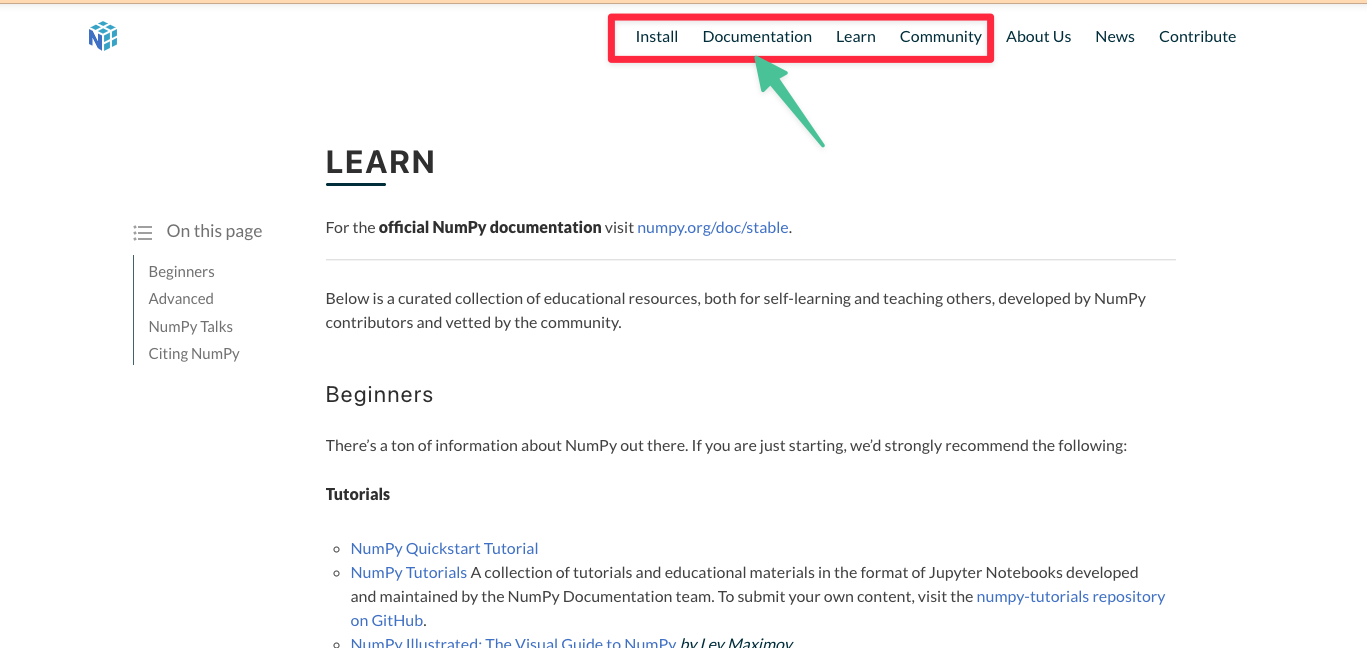 Install Documentation Learn Community About Us News Contribute
LEARN
On this page
Beginners
Advanced
NumPy Talks
Citing NumPy
For the official NumPy documentation visit numpy.org/doc/stable.
Below is a curated collection of educational resources, both for self-learning and teaching others, developed by NumPy
contributors and vetted by the community.
Beginners
There’s a ton of information about NumPy out there. If you are just starting, we’d strongly recommend the following:
Tutorials
NumPy Quickstart Tutorial
NumPy Tutorials A collection of tutorials and educational materials in the format of Jupyter Notebooks developed
and maintained by the NumPy Documentation team. To submit your own content, visit the numpy-tutorials repository
on GitHub.
NumPy Illustrated: The Visual Guide to NumPy by Lev Maximov